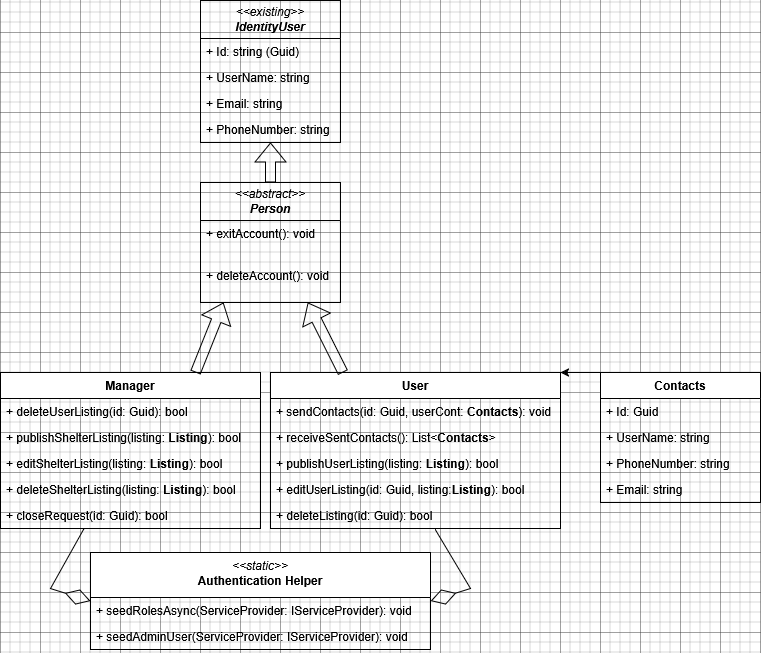 <<existing>>
IdentityUser
+ Id: string (Guid)
+ UserName: string
+ Email: string
+ PhoneNumber: string
<<abstract>>
Person
+ exitAccount(): void
+ deleteAccount(): void
Manager
+ deleteUserListing(id: Guid): bool
+ publishShelterListing(listing: Listing): bool
+ editShelterListing(listing: Listing): bool
+ deleteShelterListing(listing: Listing): bool
+ closeRequest(id: Guid): bool
User
+ sendContacts(id: Guid, userCont: Contacts): void
+ receiveSentContacts(): List<Contacts>
+ publishUserListing(listing: Listing): bool
+ editUserListing(id: Guid, listing:Listing): bool
+ deleteListing(id: Guid): bool
Contacts
+ Id: Guid
+ UserName: string
+ PhoneNumber: string
+ Email: string
<<static>>
Authentication Helper
+ seedRolesAsync(ServiceProvider: IServiceProvider): void
+ seedAdminUser(ServiceProvider: IServiceProvider): void